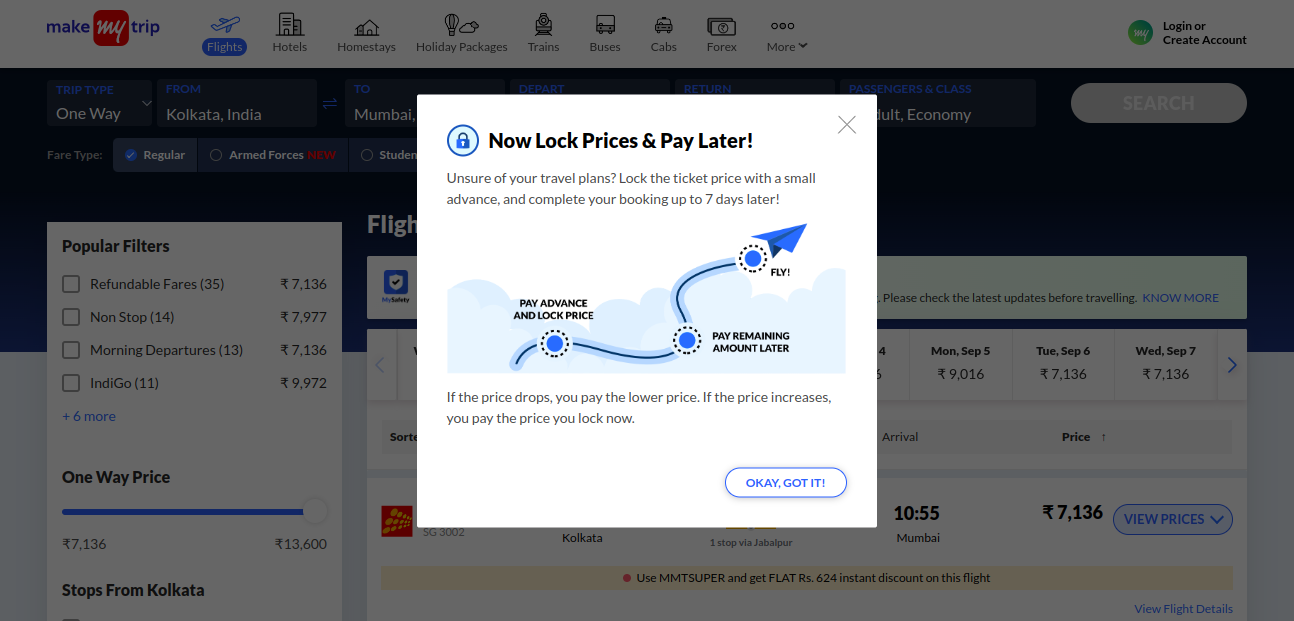 make my trip
Flights
Hotels
Homestays
Holiday Packages
Trains
Buses
Cabs
Forex
More
my
Login or
Create Account
TRIP TYPE
One Way
FROM
Kolkata, India
TO
Mumbai,
DEPART
RETURN
PASSENGERS & CLASS
dult, Economy
SEARCH
Fare Type:
Regular
Armed Forces NEW
Studen
Now Lock Prices & Pay Later!
Unsure of your travel plans? Lock the ticket price with a small
advance, and complete your booking up to 7 days later!
FLY!
PAY ADVANCE
AND LOCK PRICE
PAY REMAINING
AMOUNT LATER
If the price drops, you pay the lower price. If the price increases,
you pay the price you lock now.
OKAY, GOT IT!
Popular Filters
Refundable Fares (35) ₹ 7,136
Non Stop (14) ₹ 7,977
Morning Departures (13) ₹ 7,136
IndiGo (11) ₹ 9,972
+ 6 more
One Way Price
₹7,136 ₹13,600
Stops From Kolkata
Fligh
MySafety
. Please check the latest updates before travelling. KNOW MORE
4
6
Mon, Sep 5
₹ 9,016
Tue, Sep 6
₹ 7,136
Wed, Sep 7
₹ 7,136
Sorte
Arrival
Price ↑
SG 3002
Kolkata
1 stop via Jabalpur
10:55
Mumbai
₹ 7,136
VIEW PRICES
Use MMTSUPER and get FLAT Rs. 624 instant discount on this flight
View Flight Details